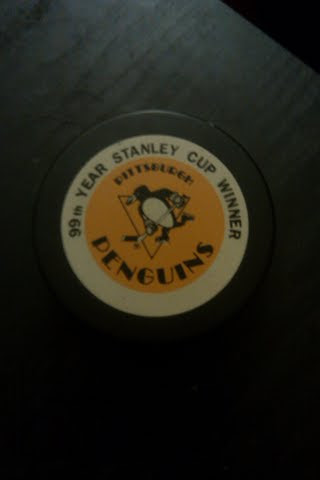 99th YEAR STANLEY CUP WINNER
PITTSBURGH
PENGUINS
®